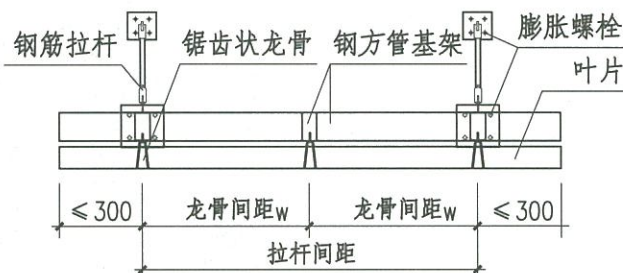 钢筋拉杆 锯齿状龙骨 钢方管基架 膨胀螺栓
叶片
≤300 龙骨间距w 龙骨间距w ≤300
拉杆间距